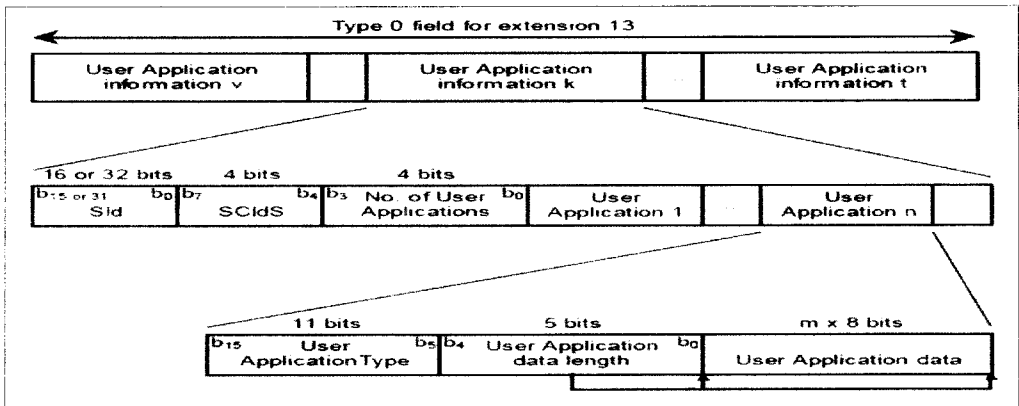 Type 0 field for extension 13
User Application information v
User Application information k
User Application information t
16 or 32 bits
4 bits
4 bits
b15 or 31 b0
SId
b7 b4
SCIdS
b3 No. of User b0
Applications
User
Application 1
User
Application n
11 bits
5 bits
m x 8 bits
b15 User b5
Application Type
b4 User Application b0
data length
User Application data